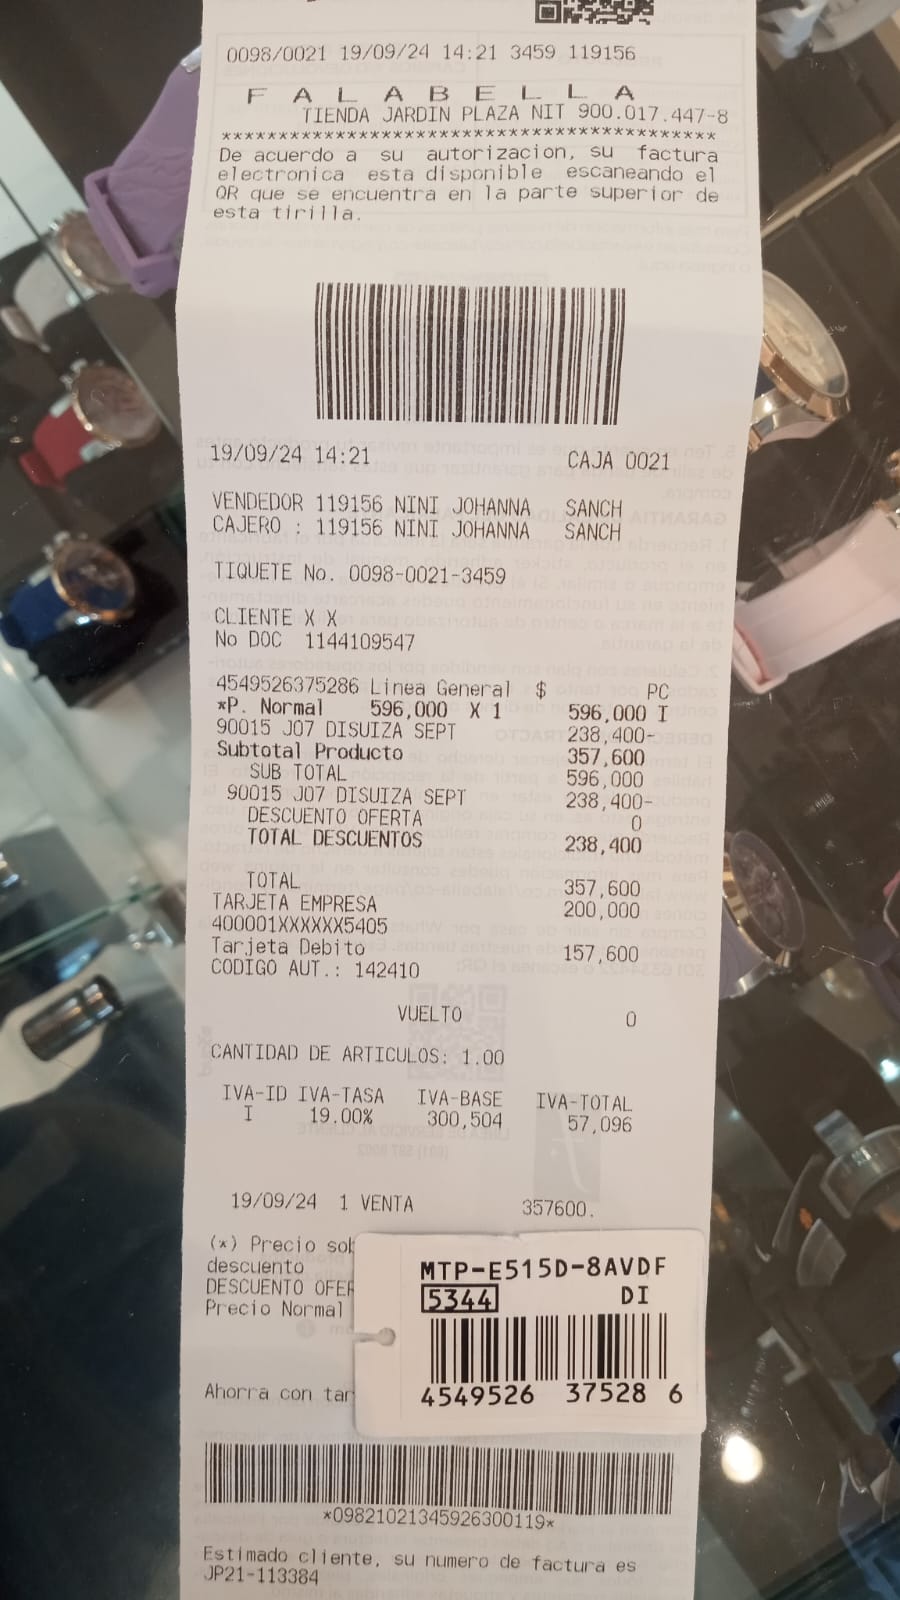 0098/0021 19/09/24 14:21 3459 119156
F A L A B E L L A
TIENDA JARDIN PLAZA NIT 900.017.447-8
*******************************************
De acuerdo a su autorizacion, su factura
electronica esta disponible escaneando el
QR que se encuentra en la parte superior de
esta tirilla.
19/09/24 14:21 CAJA 0021
VENDEDOR 119156 NINI JOHANNA SANCH
CAJERO : 119156 NINI JOHANNA SANCH
TIQUETE No. 0098-0021-3459
CLIENTE X X
No DOC 1144109547
4549526375286 Linea General $ PC
*P. Normal 596,000 X 1 596,000 I
90015 J07 DISUIZA SEPT 238,400-
Subtotal Producto 357,600
SUB TOTAL 596,000
90015 J07 DISUIZA SEPT 238,400-
DESCUENTO OFERTA 0
TOTAL DESCUENTOS 238,400
TOTAL 357,600
TARJETA EMPRESA 200,000
400001XXXXXX5405
Tarjeta Debito 157,600
CODIGO AUT.: 142410
VUELTO 0
CANTIDAD DE ARTICULOS: 1.00
IVA-ID IVA-TASA IVA-BASE IVA-TOTAL
I 19.00% 300,504 57,096
19/09/24 1 VENTA 357600.
(*) Precio sob
descuento
DESCUENTO OFER
Precio Normal
MTP-E515D-8AVDF
5344 DI
4549526 37528 6
Ahorra con tar
*09821021345926300119*
Estimado cliente, su numero de factura es
JP21-113384